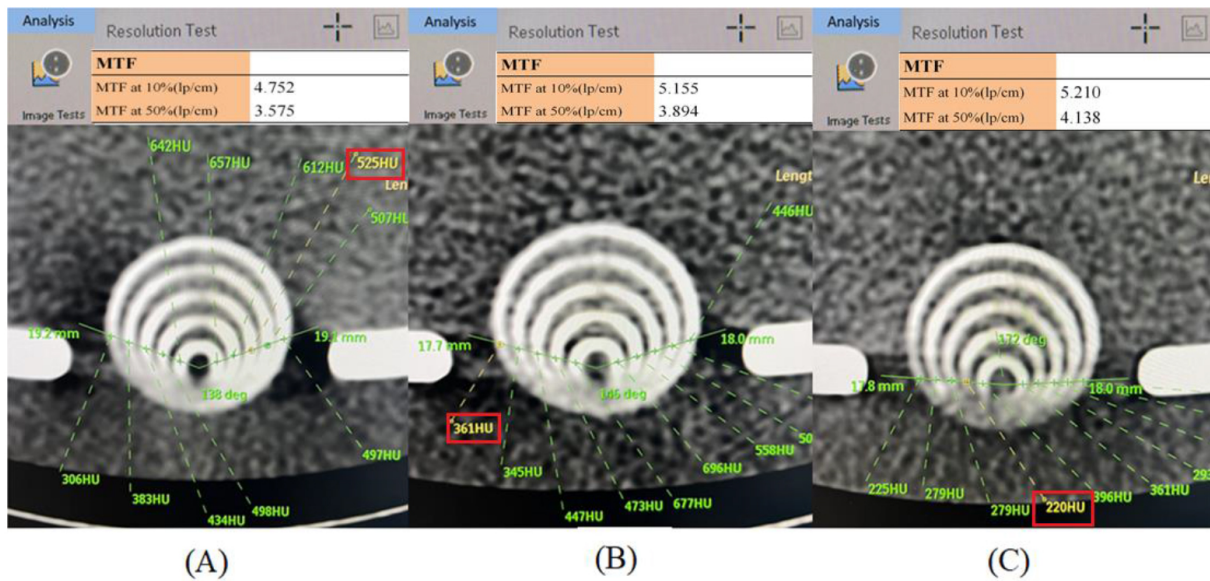 Analysis
Resolution Test
MTF
MTF at 10%(lp/cm) 4.752
MTF at 50%(lp/cm) 3.575
Image Tests
642HU
657HU
612HU
525HU
Len
507HU
19.2 mm
19.1 mm
138 deg
306HU
383HU
434HU
498HU
497HU
(A)
Analysis
Resolution Test
MTF
MTF at 10%(lp/cm) 5.155
MTF at 50%(lp/cm) 3.894
Image Tests
Lengt
446HU
17.7 mm
18.0 mm
146 deg
361HU
345HU
447HU
473HU
677HU
696HU
558HU
50
(B)
Analysis
Resolution Test
MTF
MTF at 10%(lp/cm) 5.210
MTF at 50%(lp/cm) 4.138
Image Tests
Le
172 deg
17.8 mm
18.0 mm
225HU
279HU
279HU
220HU
396HU
361HU
293
(C)